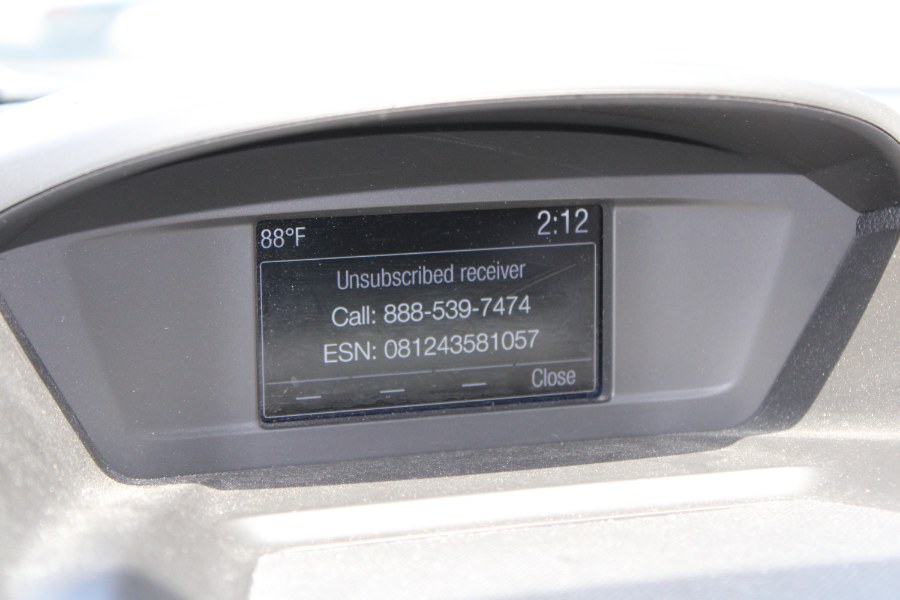 88°F 2:12
Unsubscribed receiver
Call: 888-539-7474
ESN: 081243581057
Close